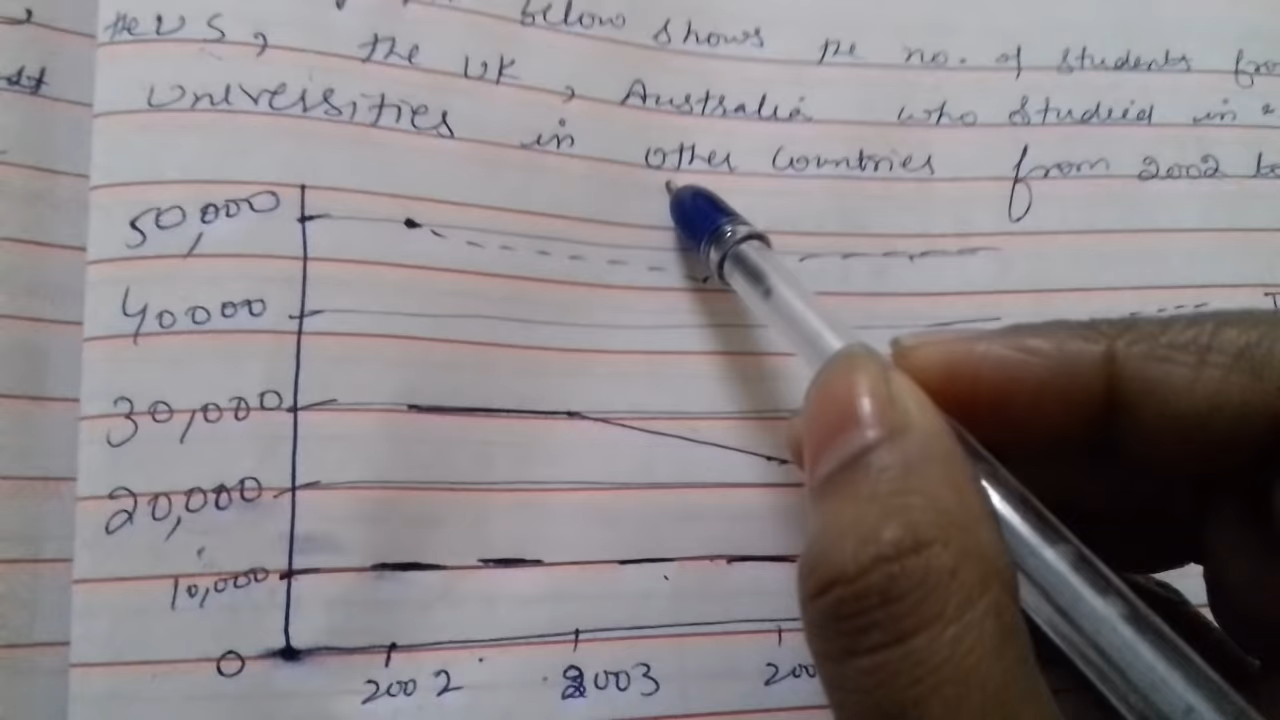 below shows the no. of students
the US, the UK, Australia who studied in
Universities in other countries from 2002
50,000
40000
30,000
20,000
10,000
0
2002 2003